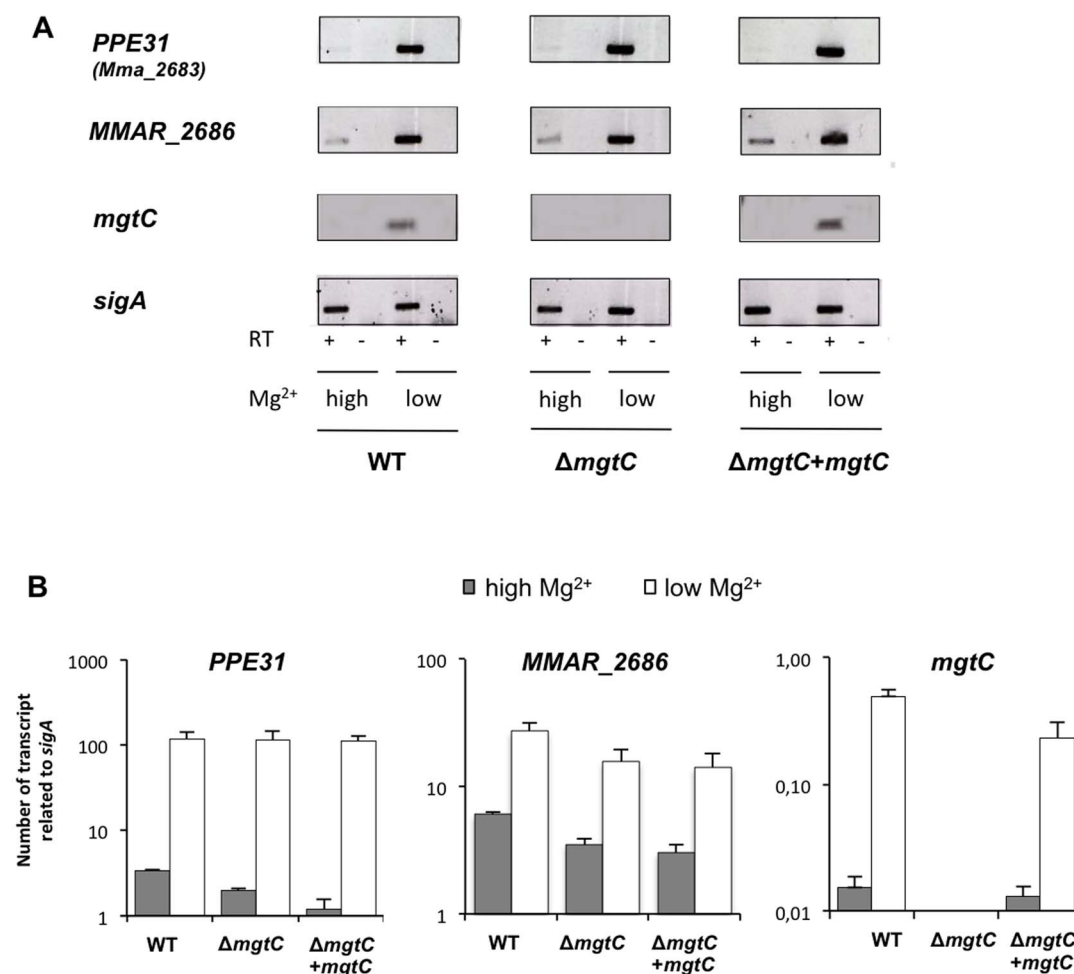 A
PPE31
(Mma_2683)
MMAR_2686
mgtC
sigA
RT + - + - + - + - + - + -
Mg2+ high low high low high low
WT ΔmgtC ΔmgtC+mgtC
B
high Mg2+ low Mg2+
PPE31
MMAR_2686
mgtC
Number of transcript
related to sigA
1000
100
10
1
WT ΔmgtC ΔmgtC
+mgtC
100
10
1
WT ΔmgtC ΔmgtC
+mgtC
1,00
0,10
0,01
WT ΔmgtC ΔmgtC
+mgtC